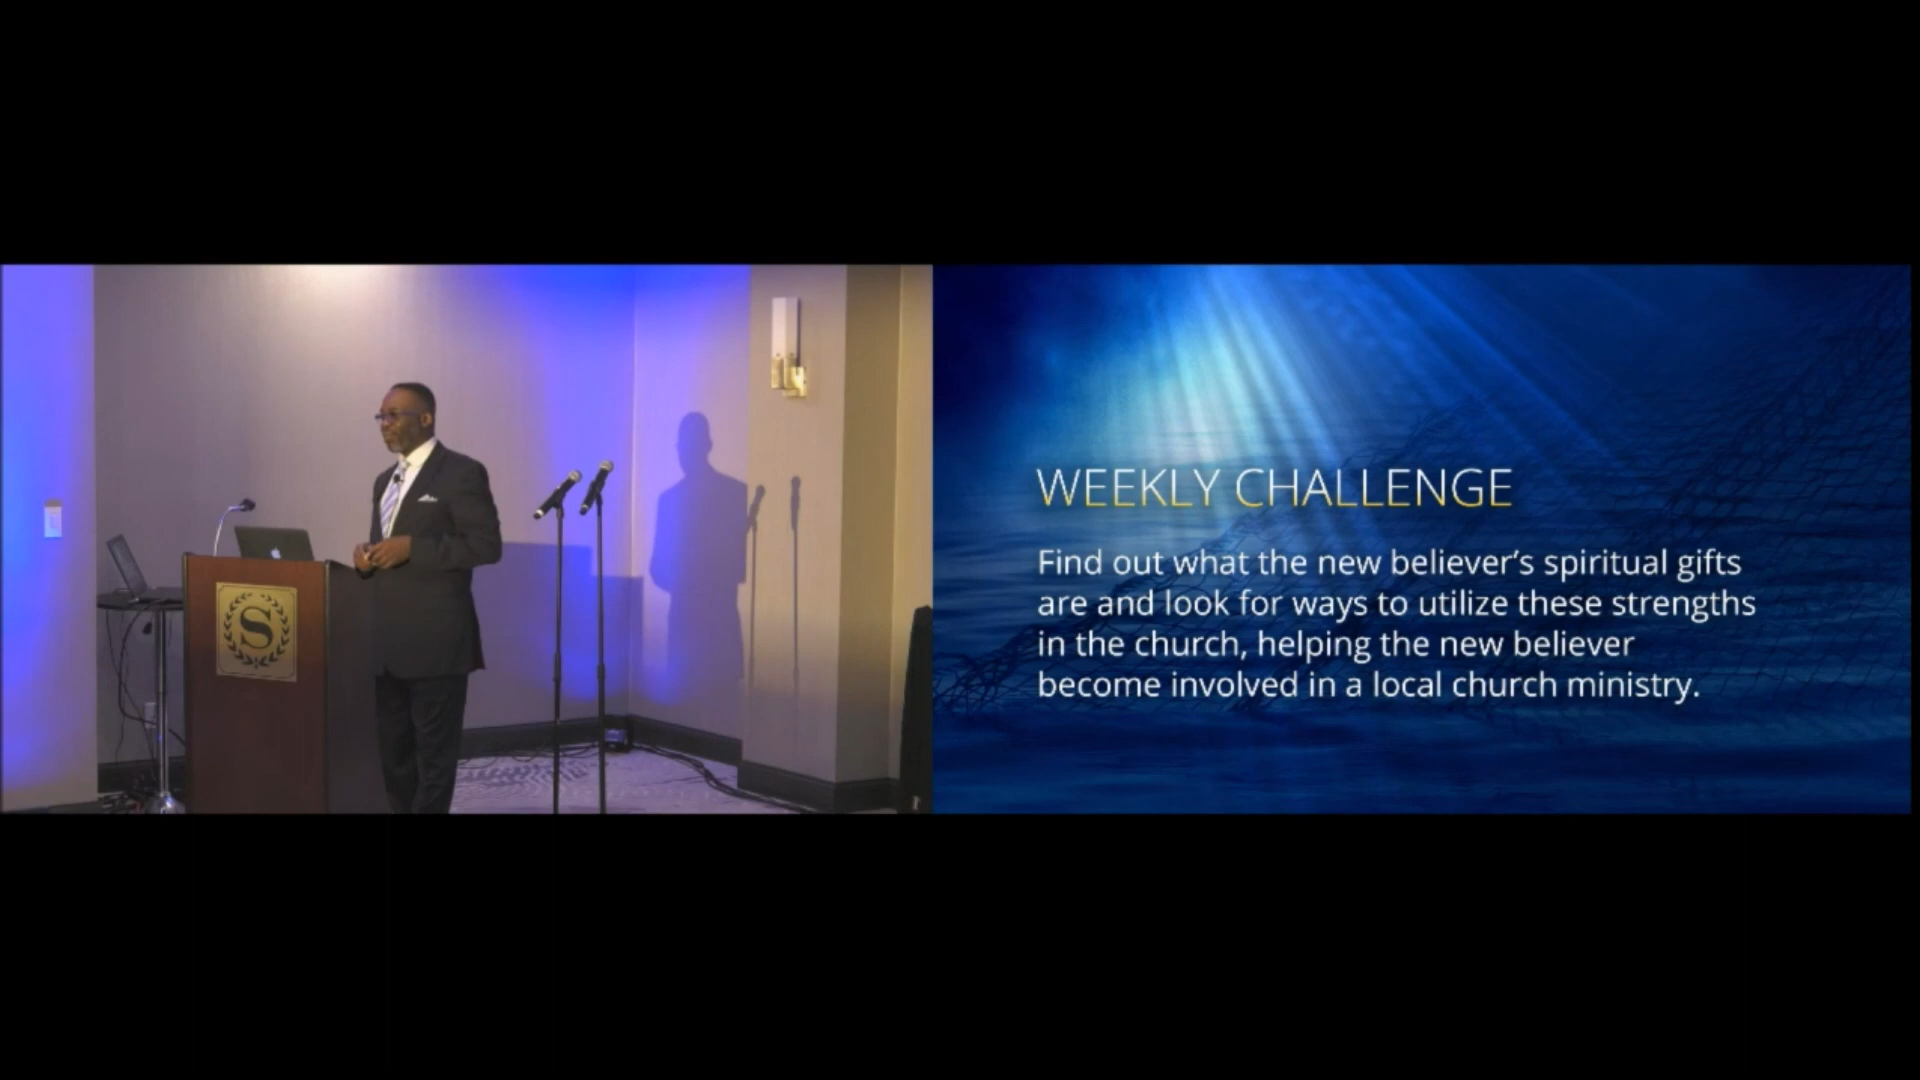 S
WEEKLY CHALLENGE
Find out what the new believer’s spiritual gifts
are and look for ways to utilize these strengths
in the church, helping the new believer
become involved in a local church ministry.